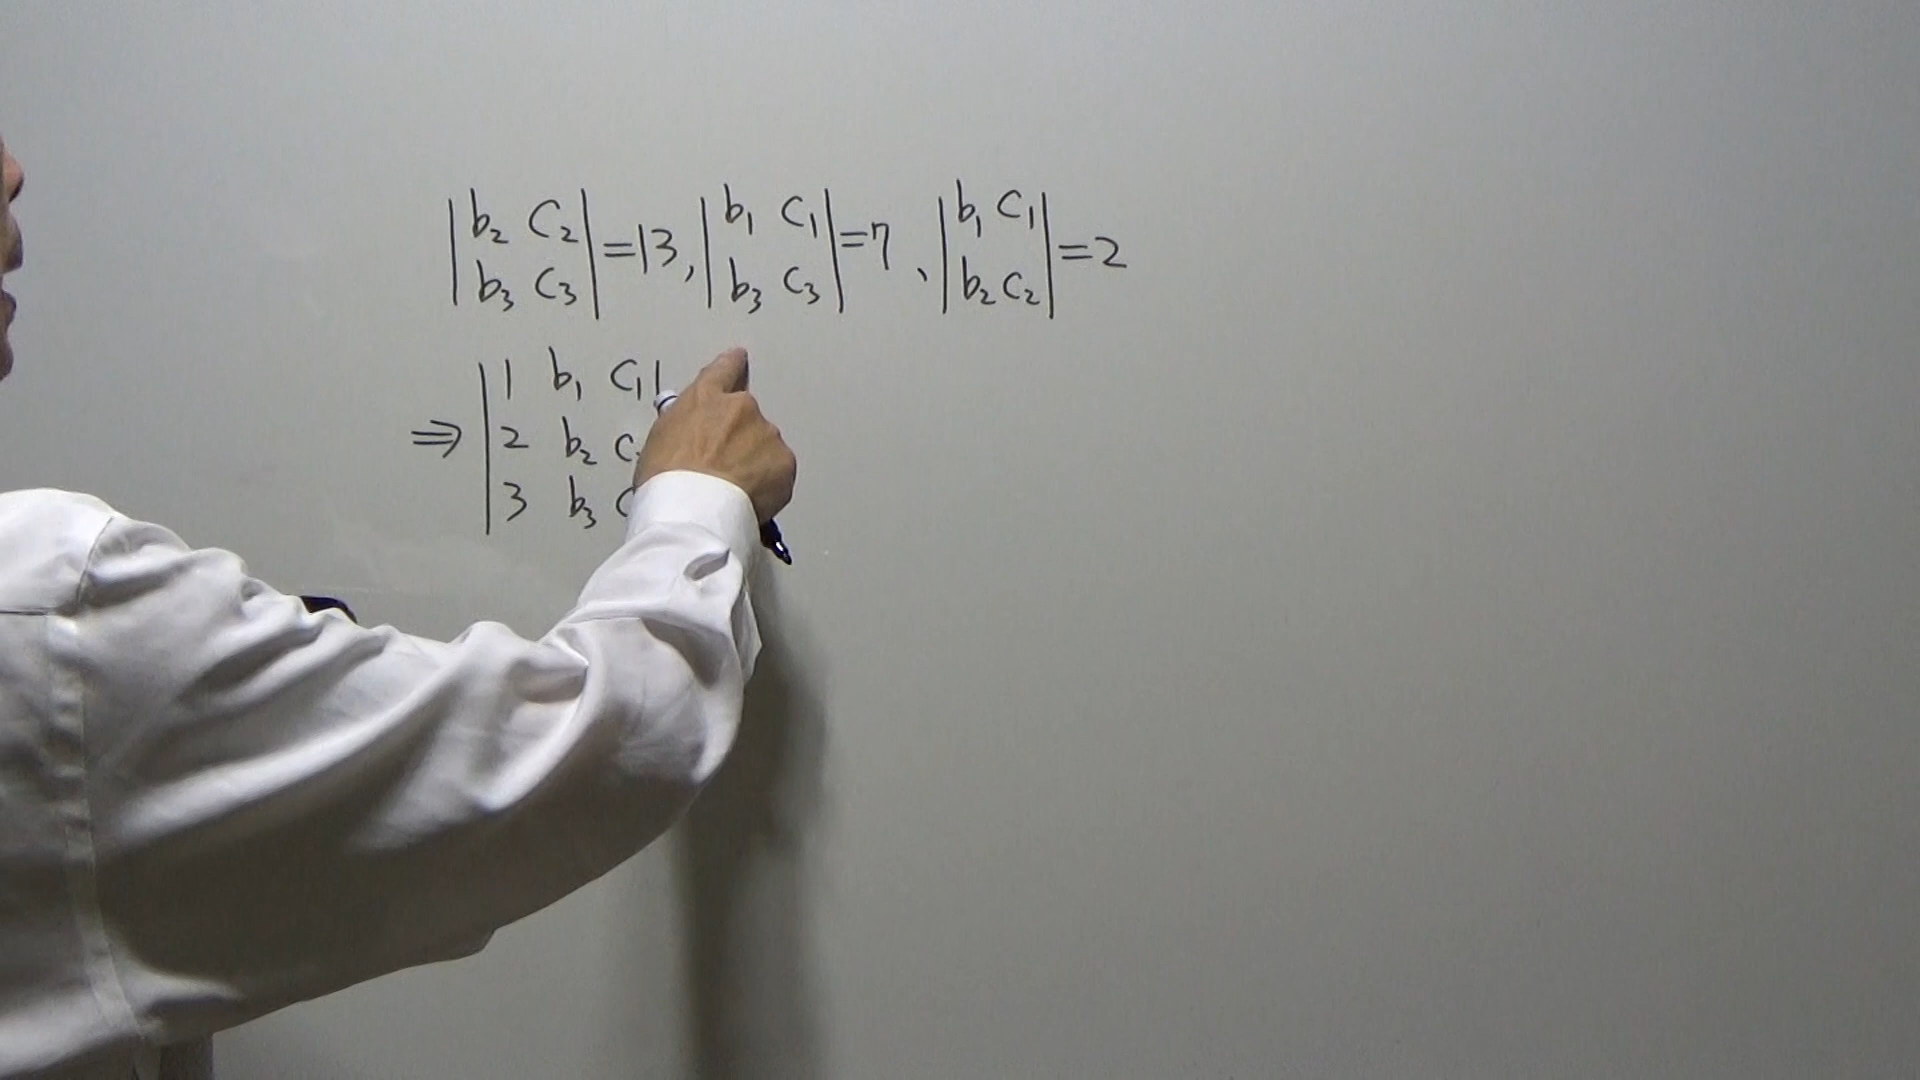 | b₂ c₂ | = 13, | b₁ c₁ | = 7 、 | b₁ c₁ | = 2
| b₃ c₃ | | b₃ c₃ | | b₂ c₂ |
| 1 b₁ c₁ |
⇒ | 2 b₂ c
| 3 b₃